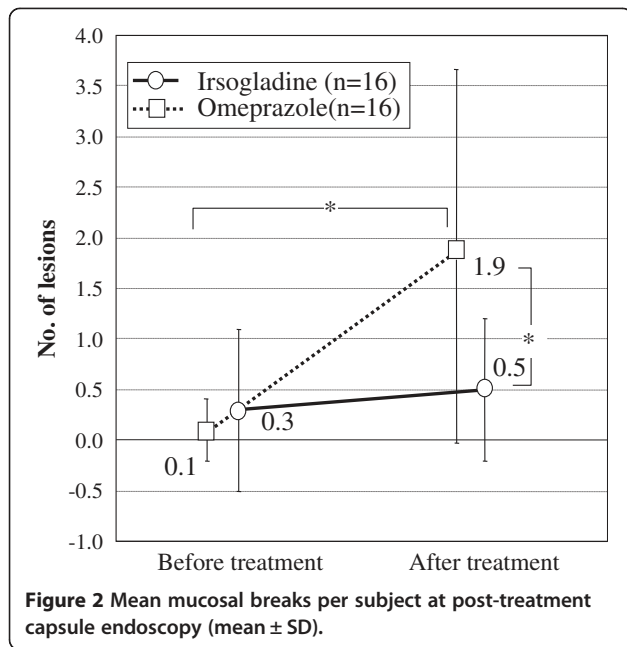 4.0
3.5
3.0
2.5
2.0
1.5
1.0
0.5
0.0
-0.5
-1.0
No. of lesions
Irsogladine (n=16)
Omeprazole(n=16)
*
1.9
*
0.5
0.3
0.1
Before treatment
After treatment
Figure 2 Mean mucosal breaks per subject at post-treatment
capsule endoscopy (mean ± SD).